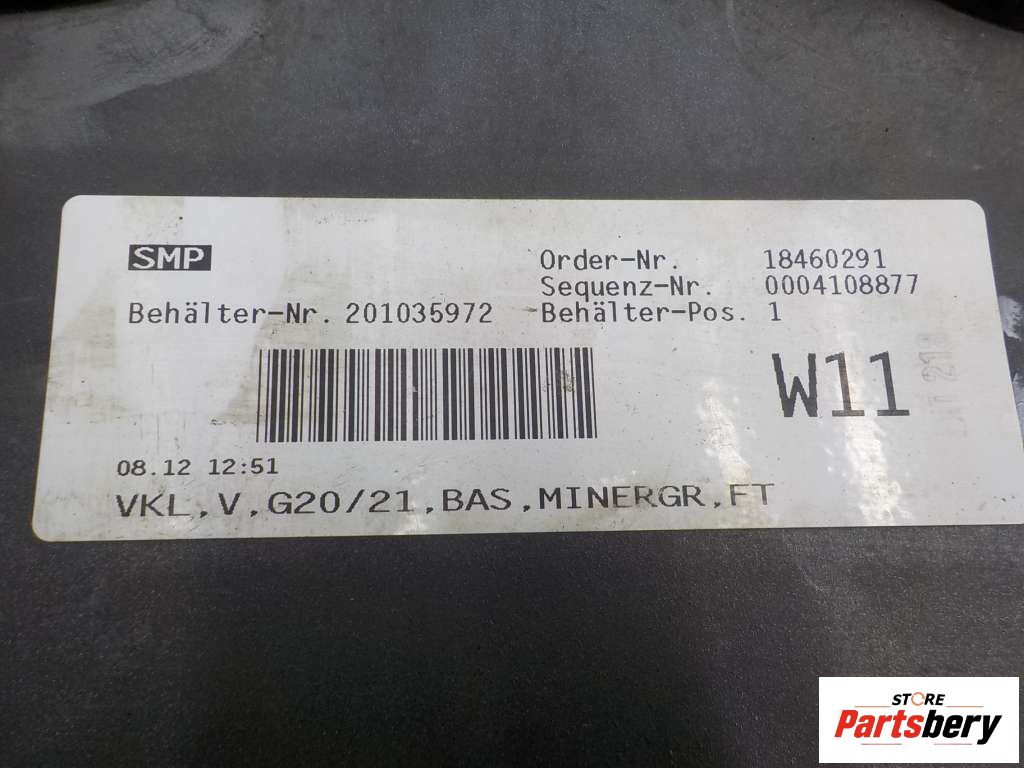 SMP
Order-Nr. 18460291
Sequenz-Nr. 0004108877
Behälter-Nr. 201035972 Behälter-Pos. 1
W11
08.12 12:51
VKL,V,G20/21,BAS,MINERGR,FT
STORE
Partsbery